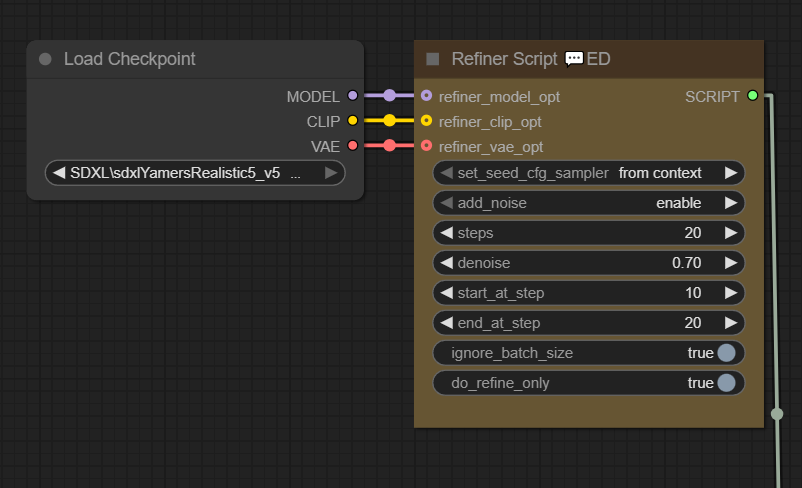 Load Checkpoint
MODEL
CLIP
VAE
SDXL\sdxlYamersRealistic5_v5 ...
Refiner Script 💬ED
refiner_model_opt SCRIPT
refiner_clip_opt
refiner_vae_opt
set_seed_cfg_sampler from context
add_noise enable
steps 20
denoise 0.70
start_at_step 10
end_at_step 20
ignore_batch_size true
do_refine_only true